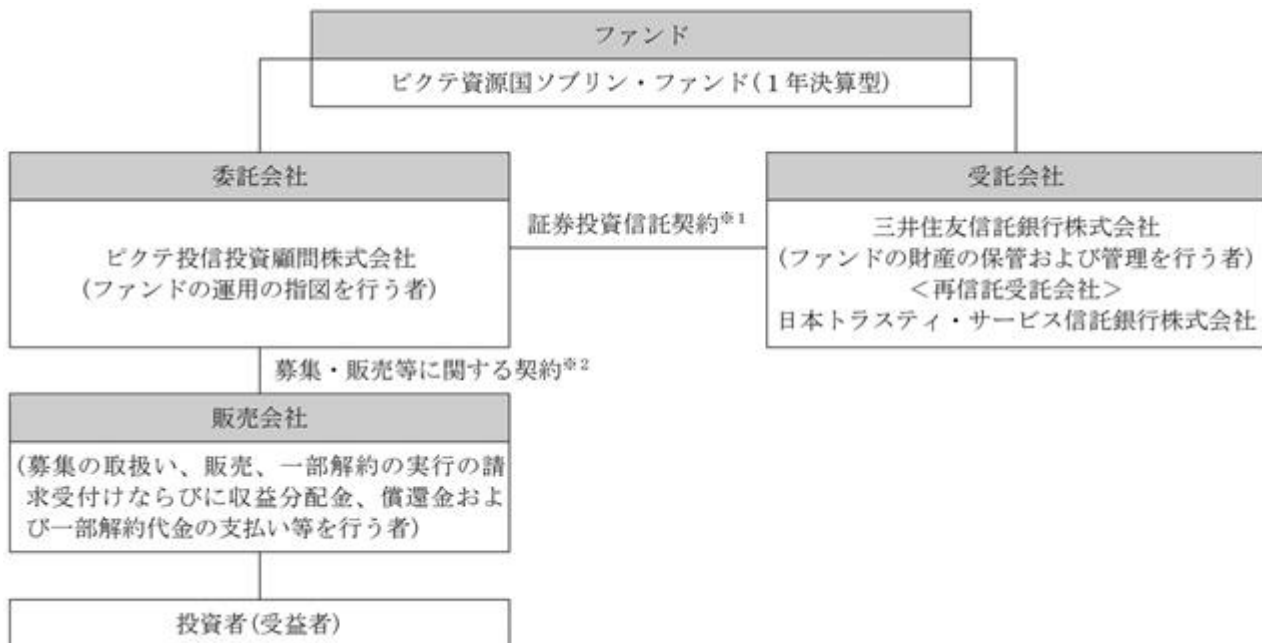 ファンド
ピクテ資源国ソブリン・ファンド(1年決算型)
委託会社
ピクテ投信投資顧問株式会社
(ファンドの運用の指図を行う者)
証券投資信託契約※1
受託会社
三井住友信託銀行株式会社
(ファンドの財産の保管および管理を行う者)
<再信託受託会社>
日本トラスティ・サービス信託銀行株式会社
募集・販売等に関する契約※2
販売会社
(募集の取扱い、販売、一部解約の実行の請
求受付けならびに収益分配金、償還金およ
び一部解約代金の支払い等を行う者)
投資者(受益者)